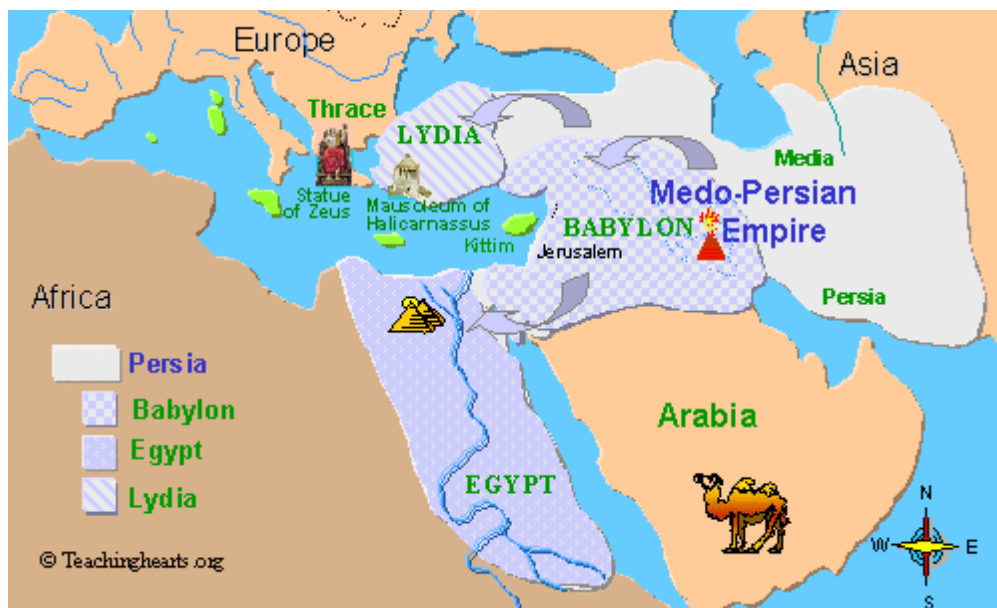 Europe
Asia
Thrace
LYDIA
Media
Statue
of Zeus
Mausoleum of
Halicarnassus
Medo-Persian
Empire
BABYLON
Kittim
Jerusalem
Africa
Persia
Persia
Babylon
Egypt
Lydia
EGYPT
Arabia
N
W
E
S
© Teachinghearts.org